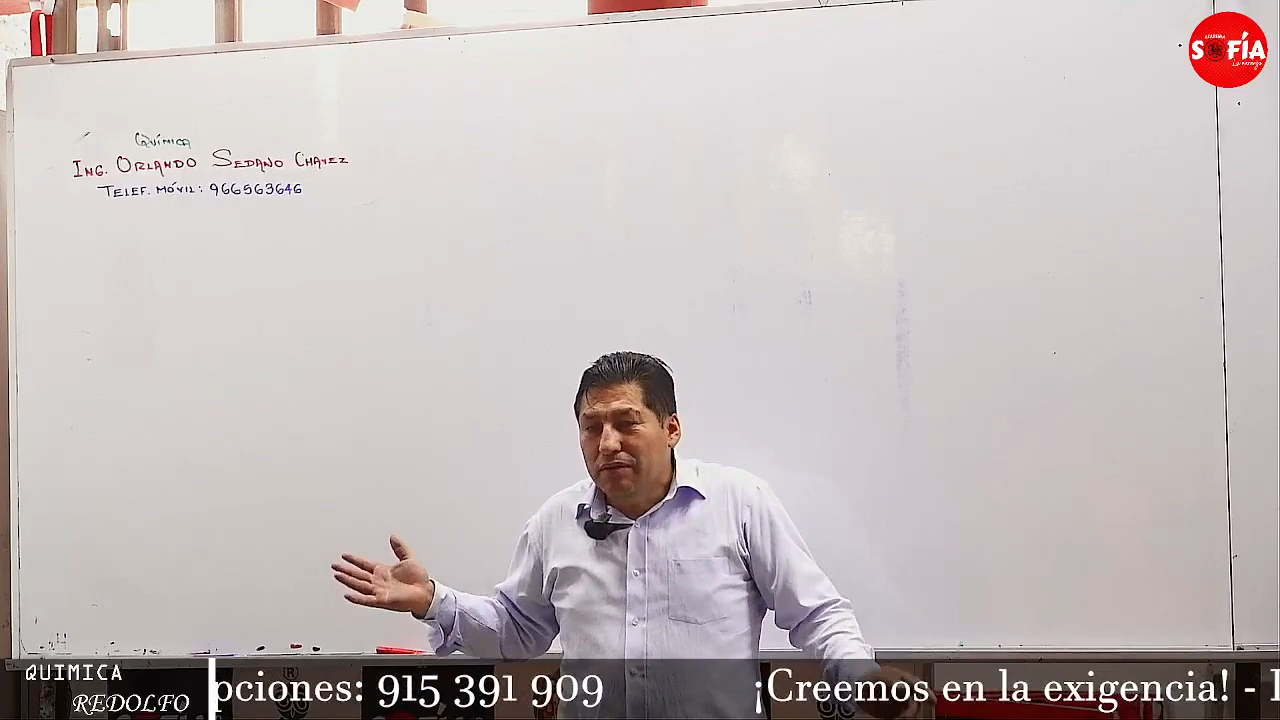 ACADEMIA
SOFÍA
QUÍMICA
ING. ORLANDO SEDANO CHAVEZ
TELEF. MÓVIL: 966563646
QUIMICA
REDOLFO
pciones: 915 391 909 ¡Creemos en la exigencia! -